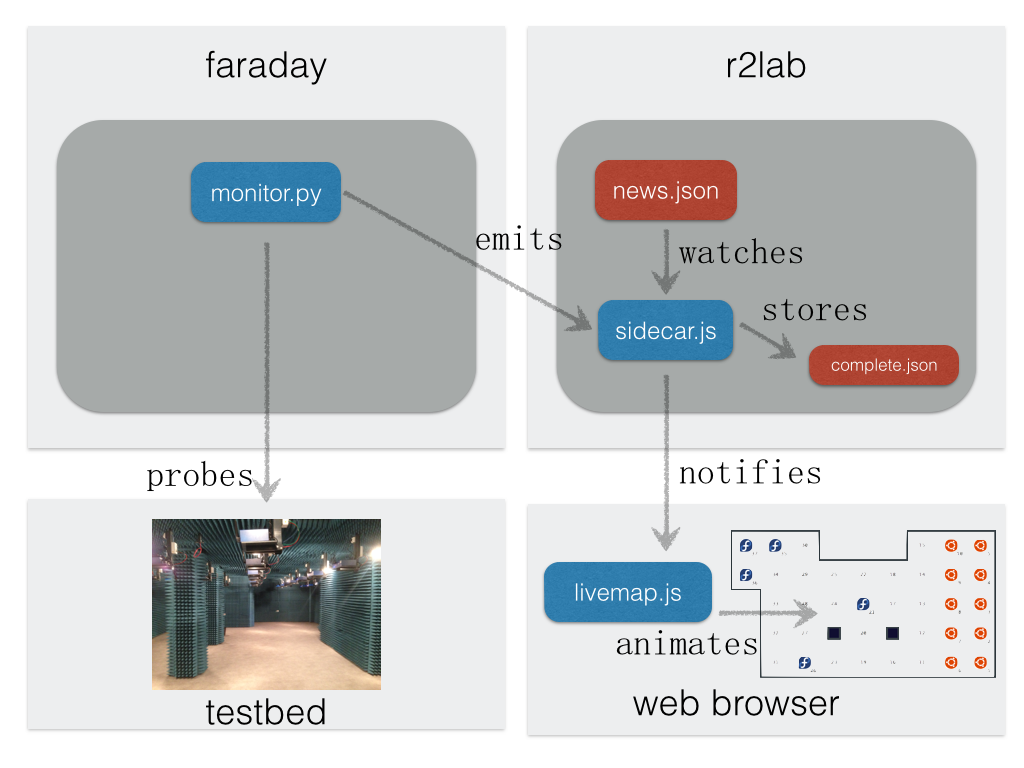 faraday
r2lab
monitor.py
news.json
emits
watches
stores
sidecar.js
complete.json
probes
notifies
livemap.js
animates
testbed
web browser